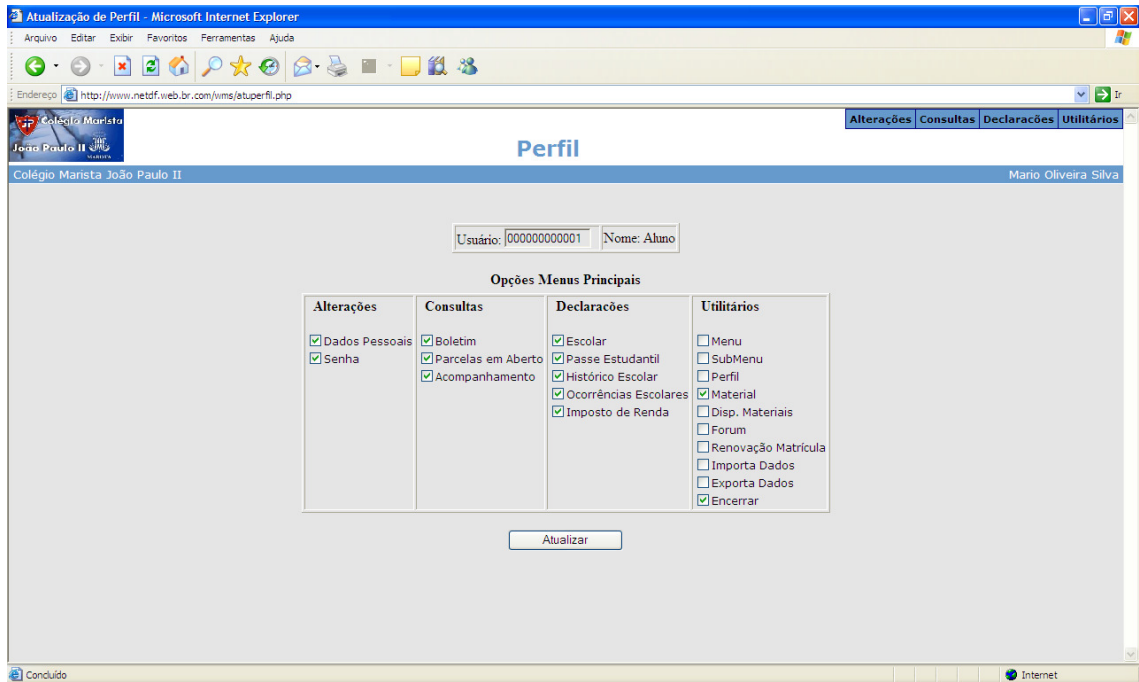 Atualização de Perfil - Microsoft Internet Explorer
Arquivo Editar Exibir Favoritos Ferramentas Ajuda
Endereço http://www.netdf.web.br.com/wms/atuperfil.php Ir
Colégio Marista
João Paulo II
MARISTA
Alterações Consultas Declaracões Utilitários
Perfil
Colégio Marista João Paulo II Mario Oliveira Silva
Usuário: 000000000001 Nome: Aluno
Opções Menus Principais
Alterações Consultas Declaracões Utilitários
Dados Pessoais Boletim Escolar Menu
Senha Parcelas em Aberto Passe Estudantil SubMenu
Acompanhamento Histórico Escolar Perfil
Ocorrências Escolares Material
Imposto de Renda Disp. Materiais
Forum
Renovação Matrícula
Importa Dados
Exporta Dados
Encerrar
Atualizar
Concluído Internet